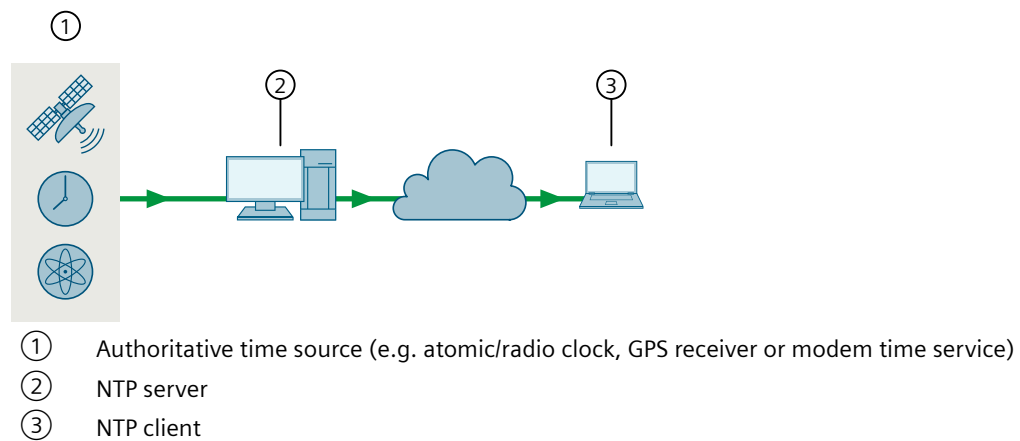 ①
② ③
① Authoritative time source (e.g. atomic/radio clock, GPS receiver or modem time service)
② NTP server
③ NTP client